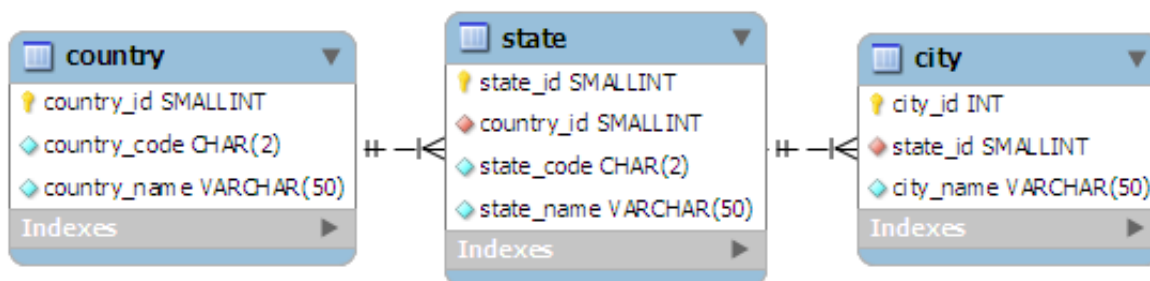 country
country_id SMALLINT
country_code CHAR(2)
country_name VARCHAR(50)
Indexes
state
state_id SMALLINT
country_id SMALLINT
state_code CHAR(2)
state_name VARCHAR(50)
Indexes
city
city_id INT
state_id SMALLINT
city_name VARCHAR(50)
Indexes